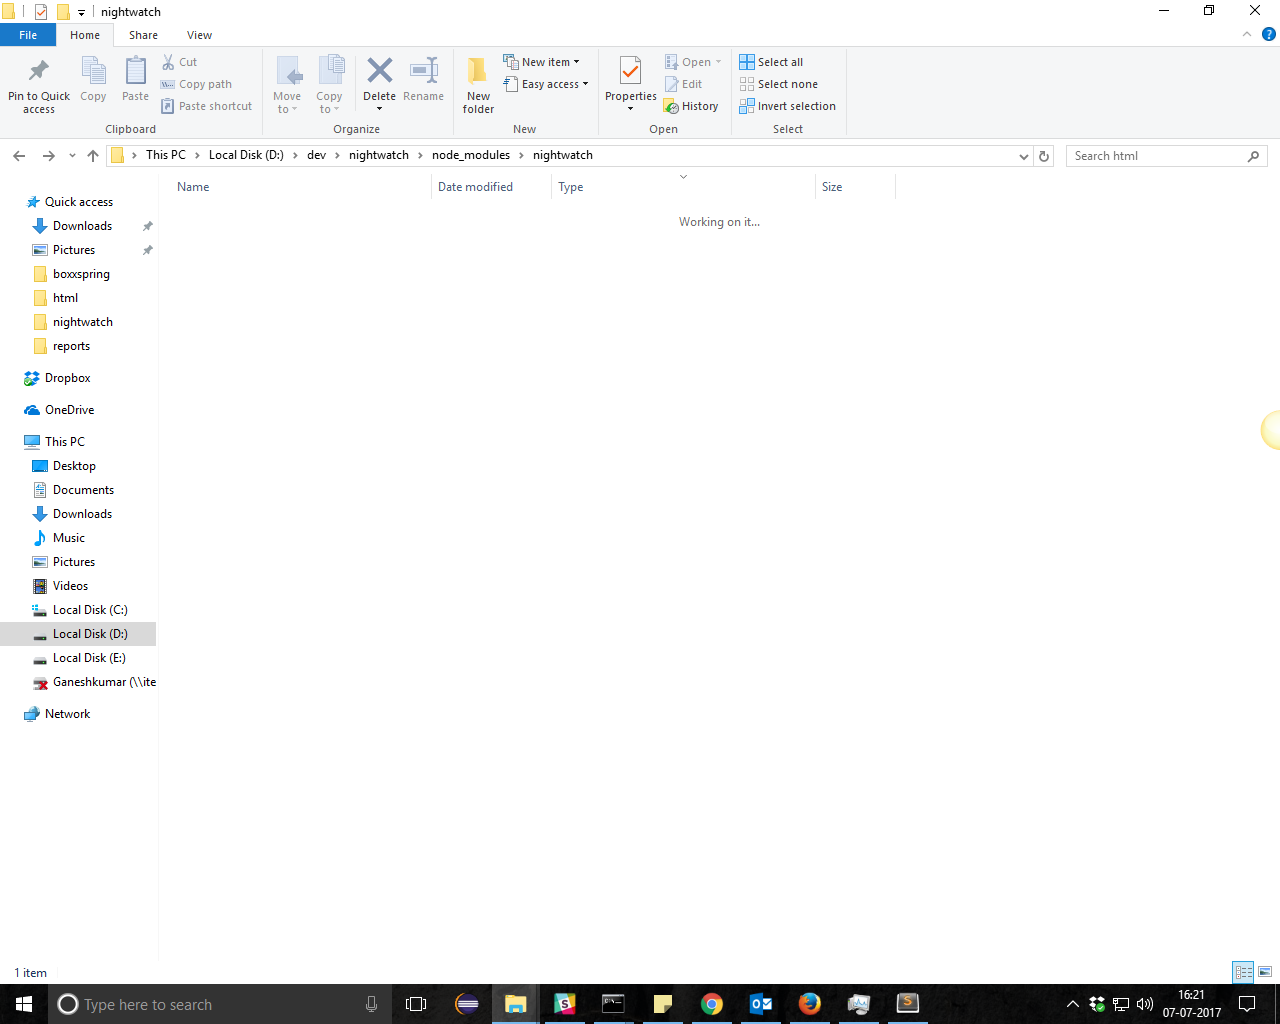 nightwatch
File Home Share View
Pin to Quick access
Copy
Paste
Cut
Copy path
Paste shortcut
Clipboard
Move to
Copy to
Delete
Rename
Organize
New folder
New item
Easy access
New
Properties
Open
Edit
History
Open
Select all
Select none
Invert selection
Select
This PC Local Disk (D:) dev nightwatch node_modules nightwatch
Search html
Name Date modified Type Size
Working on it...
Quick access
Downloads
Pictures
boxxspring
html
nightwatch
reports
Dropbox
OneDrive
This PC
Desktop
Documents
Downloads
Music
Pictures
Videos
Local Disk (C:)
Local Disk (D:)
Local Disk (E:)
Ganeshkumar (\\ite
Network
1 item
Type here to search
16:21
07-07-2017